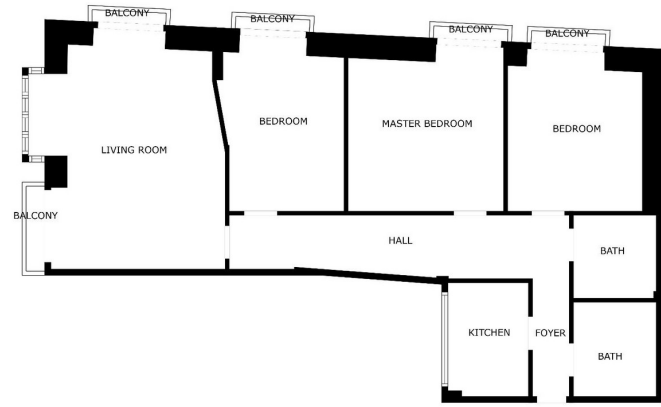 BALCONY
BALCONY
BALCONY
BALCONY
BEDROOM
MASTER BEDROOM
BEDROOM
LIVING ROOM
BALCONY
HALL
BATH
KITCHEN
FOYER
BATH